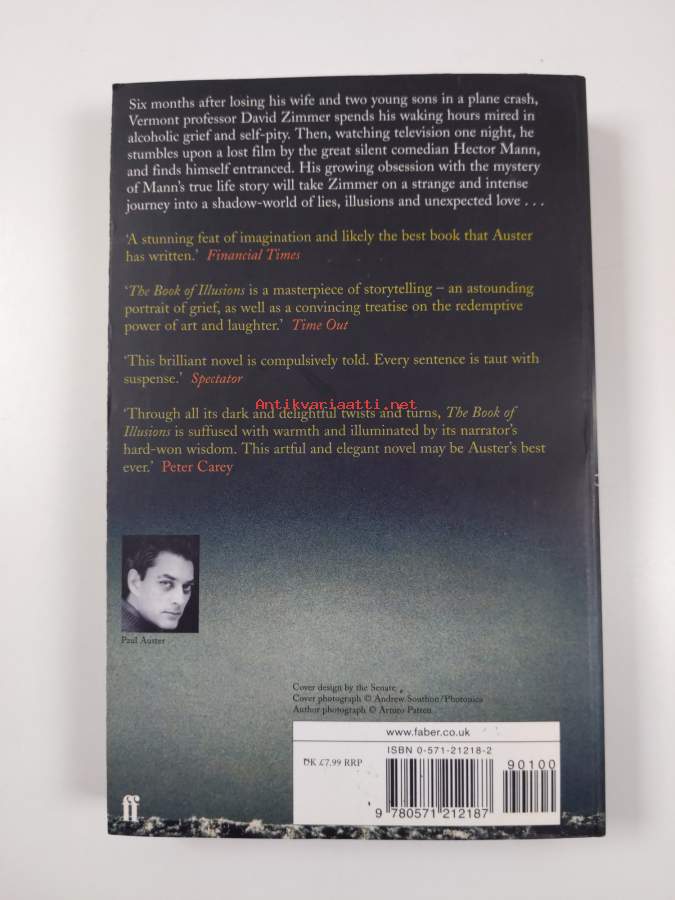 Six months after losing his wife and two young sons in a plane crash,
Vermont professor David Zimmer spends his waking hours mired in
alcoholic grief and self-pity. Then, watching television one night, he
stumbles upon a lost film by the great silent comedian Hector Mann,
and finds himself entranced. His growing obsession with the mystery
of Mann's true life story will take Zimmer on a strange and intense
journey into a shadow-world of lies, illusions and unexpected love . . .
'A stunning feat of imagination and likely the best book that Auster
has written.' Financial Times
'The Book of Illusions is a masterpiece of storytelling – an astounding
portrait of grief, as well as a convincing treatise on the redemptive
power of art and laughter.' Time Out
'This brilliant novel is compulsively told. Every sentence is taut with
suspense.' Spectator
Antikvariaatti.net
'Through all its dark and delightful twists and turns, The Book of
Illusions is suffused with warmth and illuminated by its narrator's
hard-won wisdom. This artful and elegant novel may be Auster's best
ever.' Peter Carey
Paul Auster
Cover design by the Senate
Cover photograph © Andrew Southon/Photonica
Author photograph © Arturo Patten
www.faber.co.uk
ISBN 0-571-21218-2
UK £7.99 RRP
90100
9 780571 212187
ff